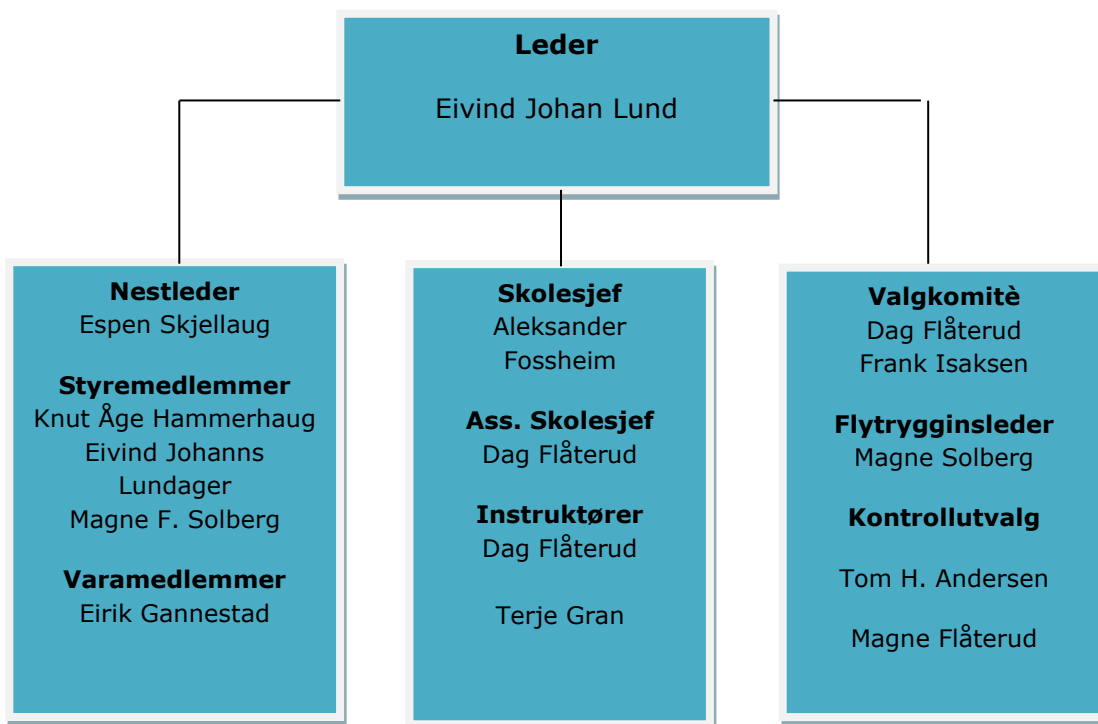 Leder
Eivind Johan Lund
Nestleder
Espen Skjellaug
Styremedlemmer
Knut Åge Hammerhaug
Eivind Johanns
Lundager
Magne F. Solberg
Varamedlemmer
Eirik Gannestad
Skolesjef
Aleksander
Fossheim
Ass. Skolesjef
Dag Flåterud
Instruktører
Dag Flåterud
Terje Gran
Valgkomitè
Dag Flåterud
Frank Isaksen
Flytrygginsleder
Magne Solberg
Kontrollutvalg
Tom H. Andersen
Magne Flåterud